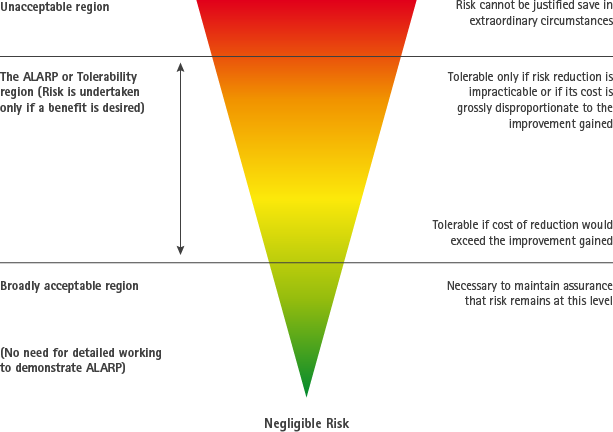 Unacceptable region
Risk cannot be justified save in
extraordinary circumstances
The ALARP or Tolerability
region (Risk is undertaken
only if a benefit is desired)
Tolerable only if risk reduction is
impracticable or if its cost is
grossly disproportionate to the
improvement gained
Tolerable if cost of reduction would
exceed the improvement gained
Broadly acceptable region
Necessary to maintain assurance
that risk remains at this level
(No need for detailed working
to demonstrate ALARP)
Negligible Risk